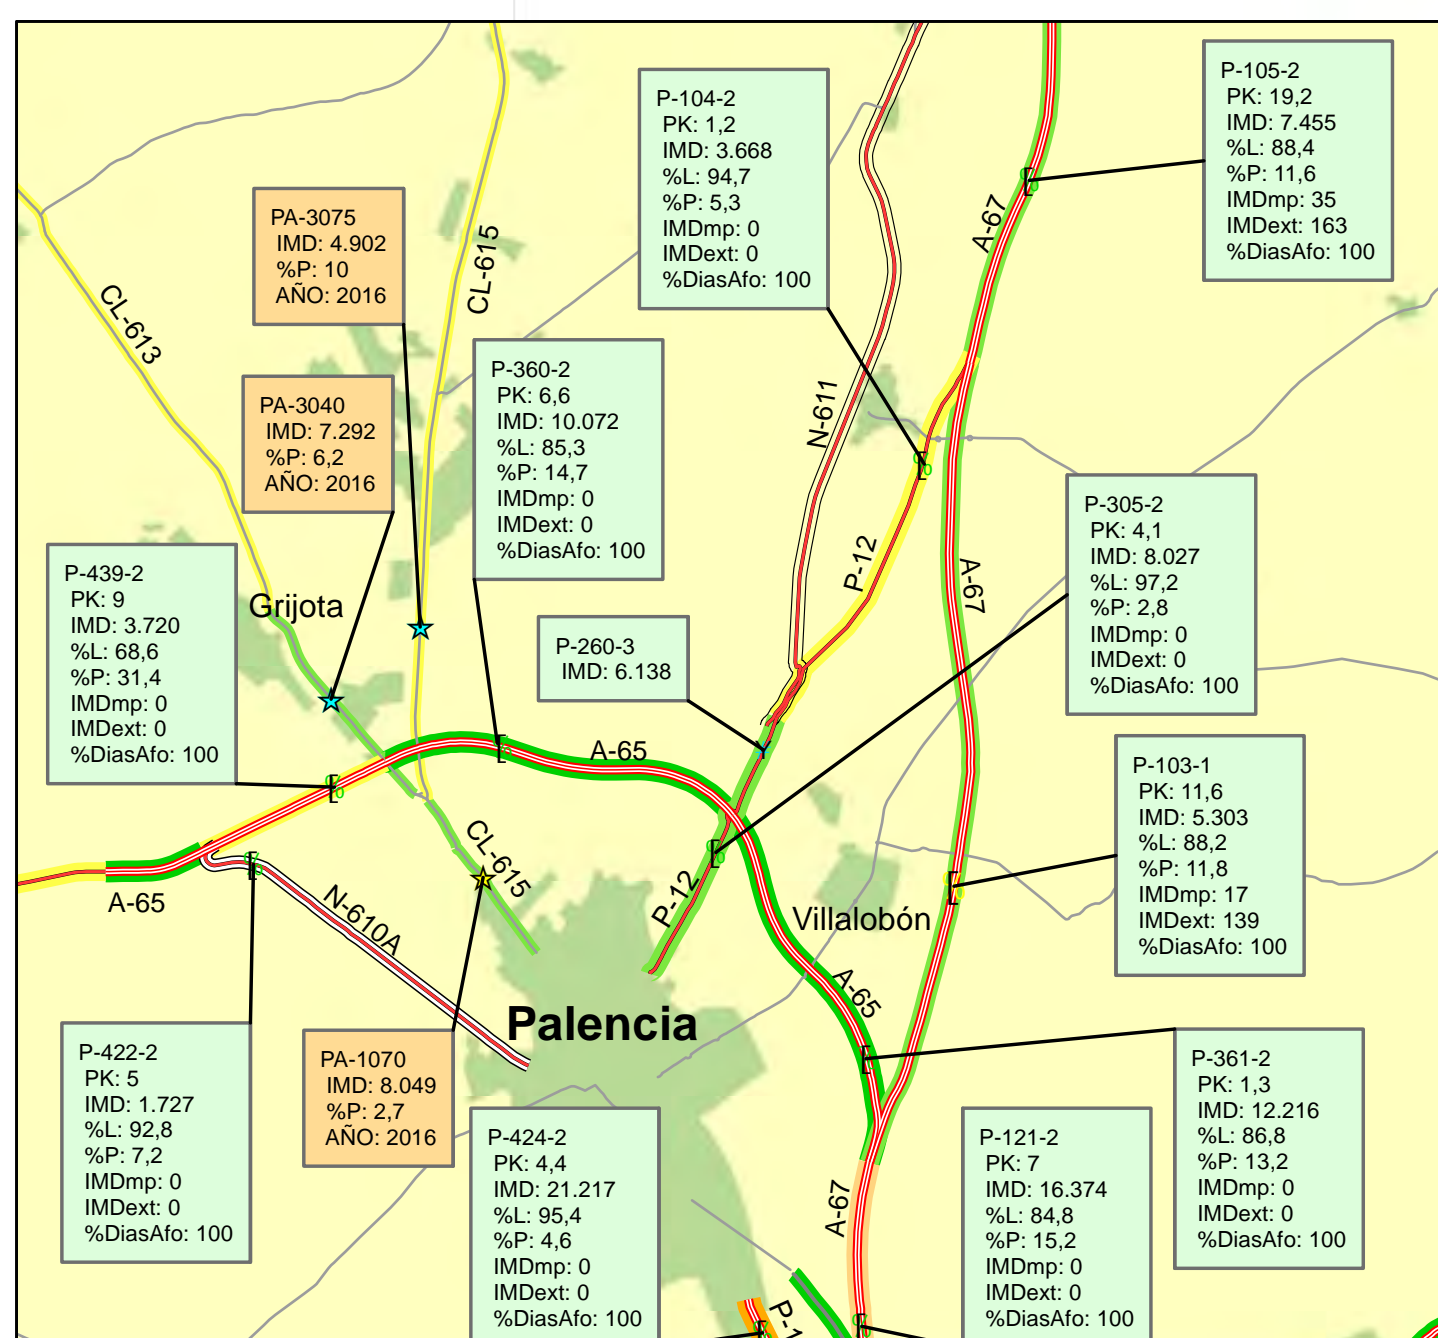 P-105-2
PK: 19,2
IMD: 7.455
%L: 88,4
%P: 11,6
IMDmp: 35
IMDext: 163
%DiasAfo: 100
P-104-2
PK: 1,2
IMD: 3.668
%L: 94,7
%P: 5,3
IMDmp: 0
IMDext: 0
%DiasAfo: 100
PA-3075
IMD: 4.902
%P: 10
AÑO: 2016
CL-615
A-67
CL-613
P-360-2
PK: 6,6
IMD: 10.072
%L: 85,3
%P: 14,7
IMDmp: 0
IMDext: 0
%DiasAfo: 100
PA-3040
IMD: 7.292
%P: 6,2
AÑO: 2016
N-611
P-305-2
PK: 4,1
IMD: 8.027
%L: 97,2
%P: 2,8
IMDmp: 0
IMDext: 0
%DiasAfo: 100
P-12
A-67
P-439-2
PK: 9
IMD: 3.720
%L: 68,6
%P: 31,4
IMDmp: 0
IMDext: 0
%DiasAfo: 100
Grijota
P-260-3
IMD: 6.138
A-65
P-103-1
PK: 11,6
IMD: 5.303
%L: 88,2
%P: 11,8
IMDmp: 17
IMDext: 139
%DiasAfo: 100
CL-615
A-65
N-610A
P-12
Villalobón
A-65
Palencia
P-422-2
PK: 5
IMD: 1.727
%L: 92,8
%P: 7,2
IMDmp: 0
IMDext: 0
%DiasAfo: 100
PA-1070
IMD: 8.049
%P: 2,7
AÑO: 2016
P-361-2
PK: 1,3
IMD: 12.216
%L: 86,8
%P: 13,2
IMDmp: 0
IMDext: 0
%DiasAfo: 100
P-424-2
PK: 4,4
IMD: 21.217
%L: 95,4
%P: 4,6
IMDmp: 0
IMDext: 0
%DiasAfo: 100
P-121-2
PK: 7
IMD: 16.374
%L: 84,8
%P: 15,2
IMDmp: 0
IMDext: 0
%DiasAfo: 100
A-67